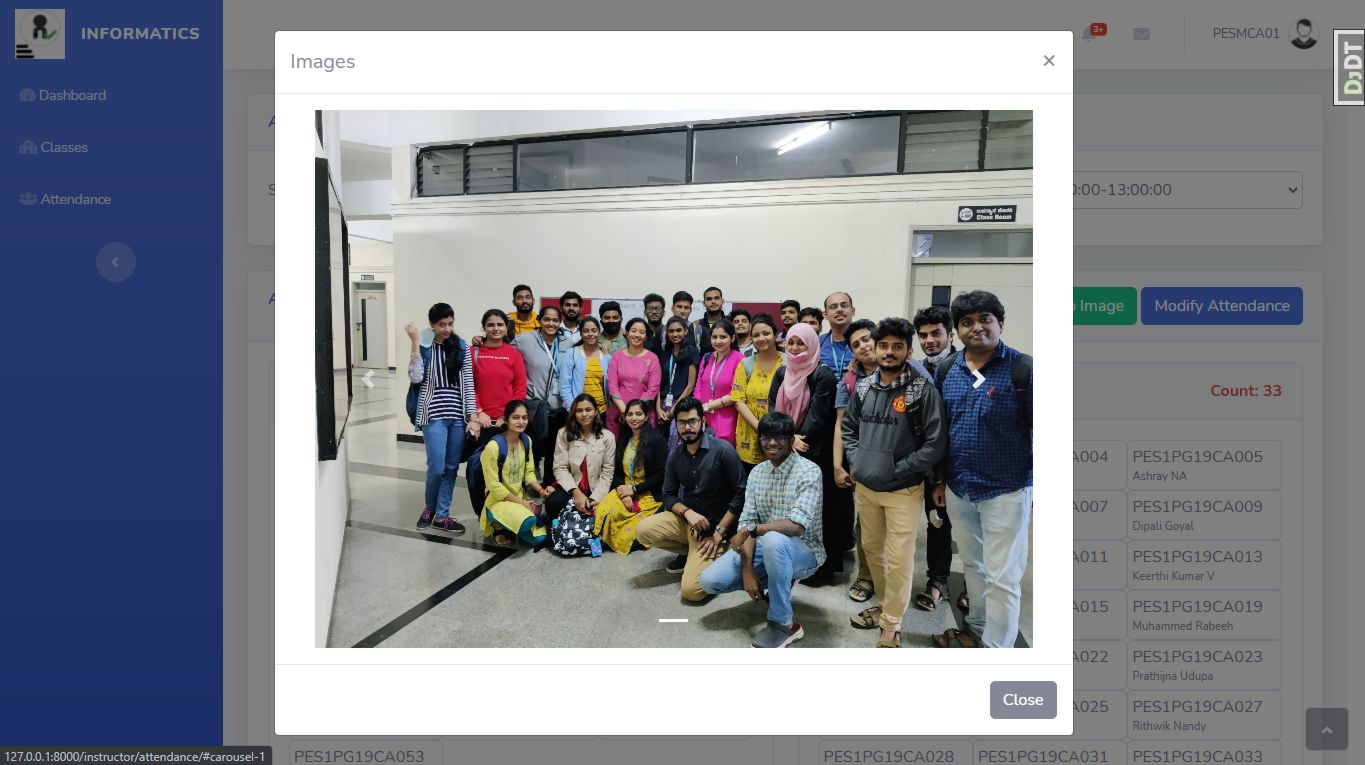 INFORMATICS
Dashboard
Classes
Attendance
3+
PESMCA01
DJDT
Images
×
0:00-13:00:00
Image
Modify Attendance
Count: 33
Class Room
A004
PES1PG19CA005
Ashray NA
A007
PES1PG19CA009
Dipali Goyal
A011
PES1PG19CA013
Keerthi Kumar V
A015
PES1PG19CA019
Muhammed Rabeeh
A022
PES1PG19CA023
Prathijna Udupa
A025
PES1PG19CA027
Rithwik Nandy
Close
PES1PG19CA053
PES1PG19CA028
PES1PG19CA031
PES1PG19CA033
127.0.0.1:8000/instructor/attendance/#carousel-1